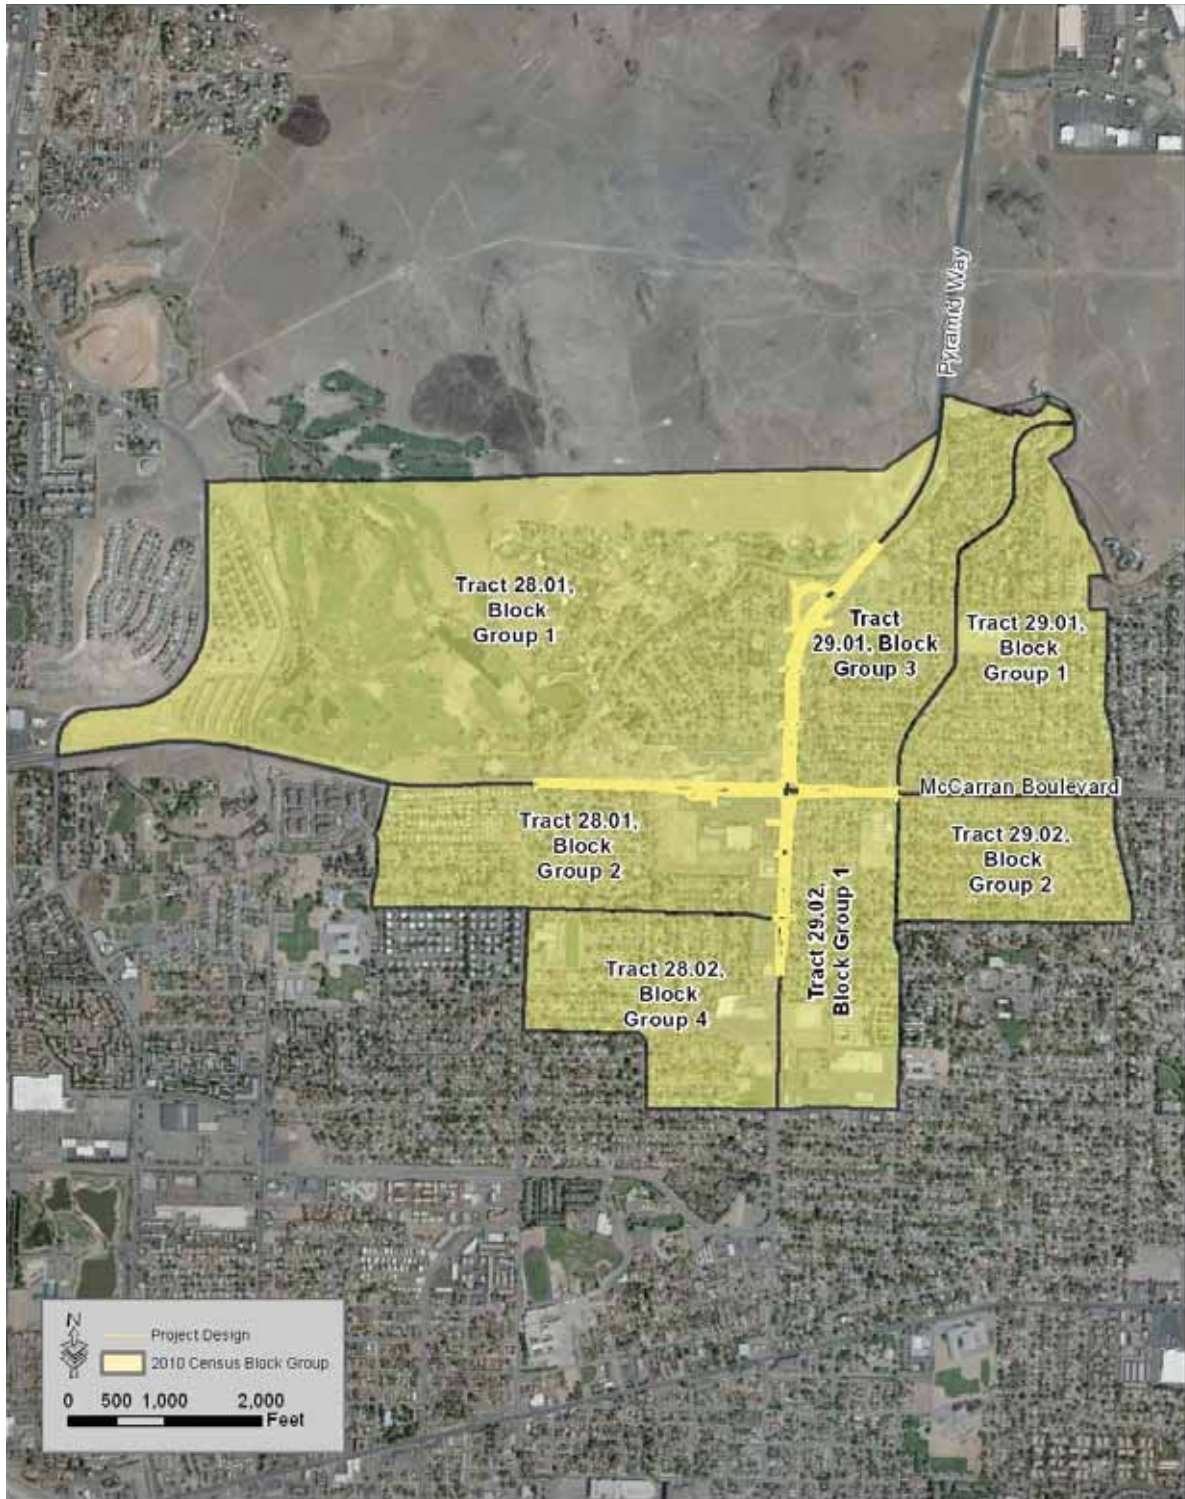 Pyramid Way
Tract 28.01,
Block
Group 1
Tract
29.01, Block
Group 3
Tract 29.01,
Block
Group 1
McCarran Boulevard
Tract 28.01,
Block
Group 2
Tract 29.02,
Block
Group 2
Tract 29.02,
Block Group 1
Tract 28.02,
Block
Group 4
N
Project Design
2010 Census Block Group
0 500 1,000 2,000
Feet